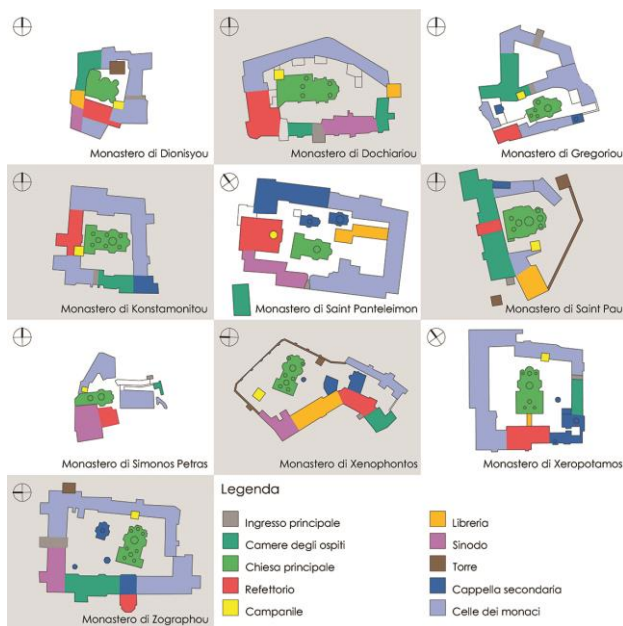 Monastero di Dionisyou
Monastero di Dochiariou
Monastero di Gregoriou
Monastero di Konstamonitou
Monastero di Saint Panteleimon
Monastero di Saint Pau
Monastero di Simonos Petras
Monastero di Xenophontos
Monastero di Xeropotamos
Monastero di Zographou
Legenda
Ingresso principale
Camere degli ospiti
Chiesa principale
Refettorio
Campanile
Libreria
Sinodo
Torre
Cappella secondaria
Celle dei monaci